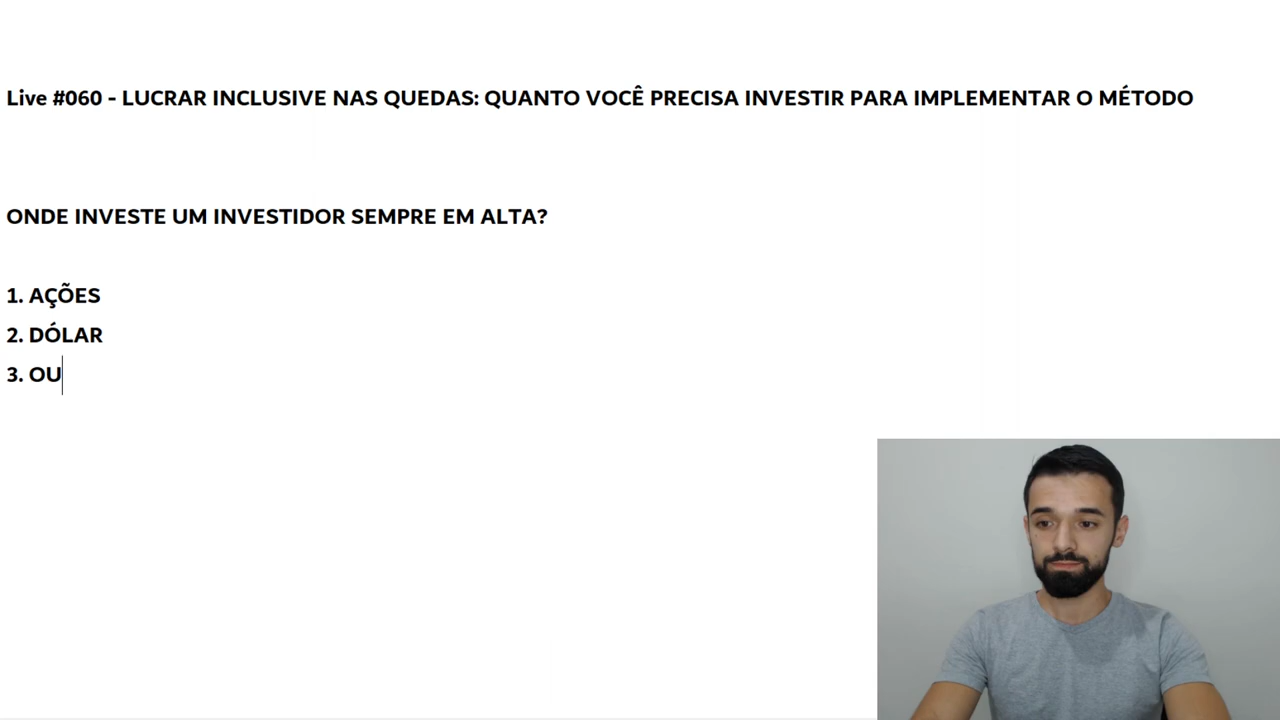 Live #060 - LUCRAR INCLUSIVE NAS QUEDAS: QUANTO VOCÊ PRECISA INVESTIR PARA IMPLEMENTAR O MÉTODO
ONDE INVESTE UM INVESTIDOR SEMPRE EM ALTA?
1. AÇÕES
2. DÓLAR
3. OU